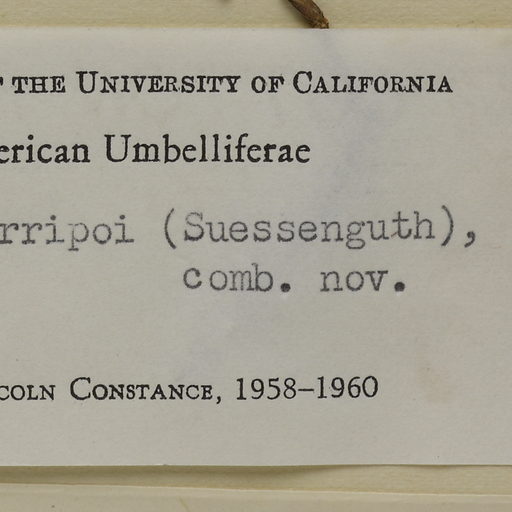 THE UNIVERSITY OF CALIFORNIA
erican Umbelliferae
rripoi (Suessenguth),
comb. nov.
COLN CONSTANCE, 1958–1960